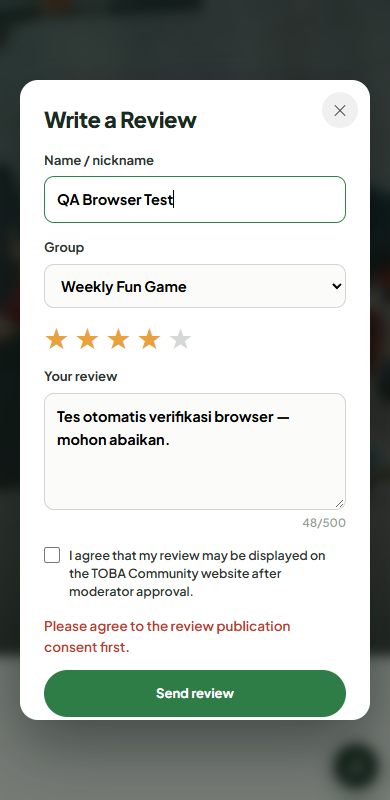 Write a Review
Name / nickname
QA Browser Test
Group
Weekly Fun Game
Your review
Tes otomatis verifikasi browser —
mohon abaikan.
48/500
I agree that my review may be displayed on
the TOBA Community website after
moderator approval.
Please agree to the review publication
consent first.
Send review